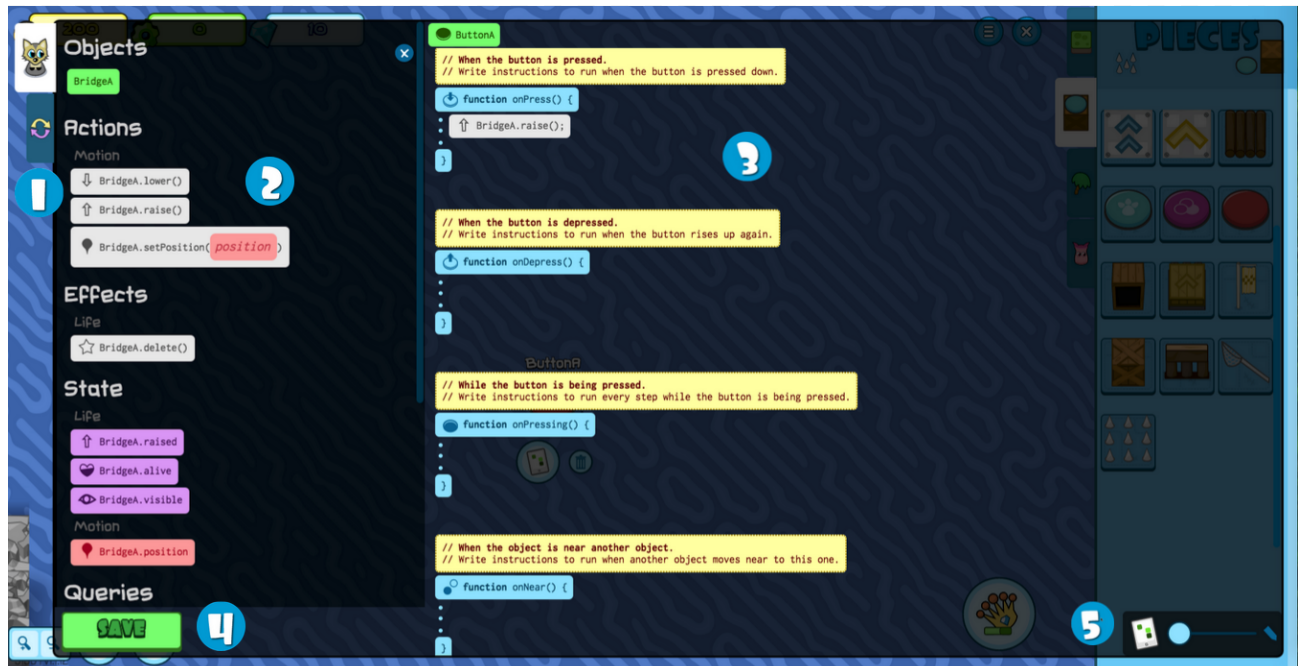 200
0
10
PIECES
1
Objects
BridgeA
Actions
Motion
BridgeA.lower()
BridgeA.raise()
BridgeA.setPosition( position )
2
Effects
Life
BridgeA.delete()
State
Life
BridgeA.raised
BridgeA.alive
BridgeA.visible
Motion
BridgeA.position
Queries
SAVE
4
ButtonA
// When the button is pressed.
// Write instructions to run when the button is pressed down.
function onPress() {
BridgeA.raise();
}
3
// When the button is depressed.
// Write instructions to run when the button rises up again.
function onDepress() {
}
ButtonA
// While the button is being pressed.
// Write instructions to run every step while the button is being pressed.
function onPressing() {
}
// When the object is near another object.
// Write instructions to run when another object moves near to this one.
function onNear() {
}
5